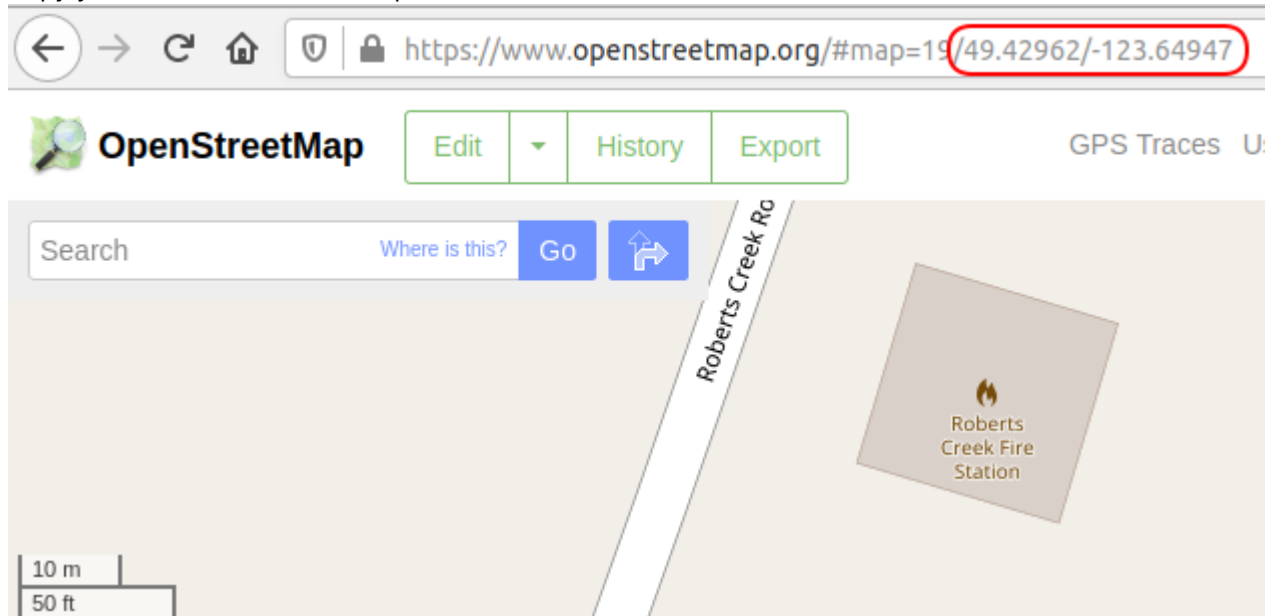 https://www.openstreetmap.org/#map=19/49.42962/-123.64947
OpenStreetMap
Edit
History
Export
GPS Traces
Search
Where is this?
Go
Roberts Creek Ro
Roberts
Creek Fire
Station
10 m
50 ft